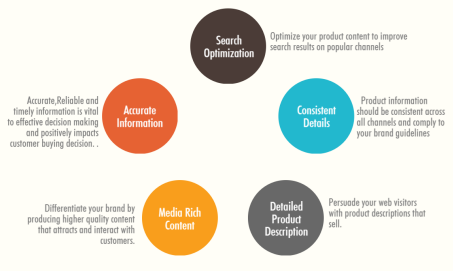 Search
Optimization
Optimize your product content to improve
search results on popular channels
Accurate,Reliable and
timely information is vital
to effective decision making
and positively impacts
customer buying decision. .
Accurate
Information
Consistent
Details
Product information
should be consistent across
all channels and comply to
your brand guidelines
Differentiate your brand by
producing higher quality content
that attracts and interact with
customers.
Media Rich
Content
Detailed
Product
Description
Persuade your web visitors
with product descriptions that
sell.